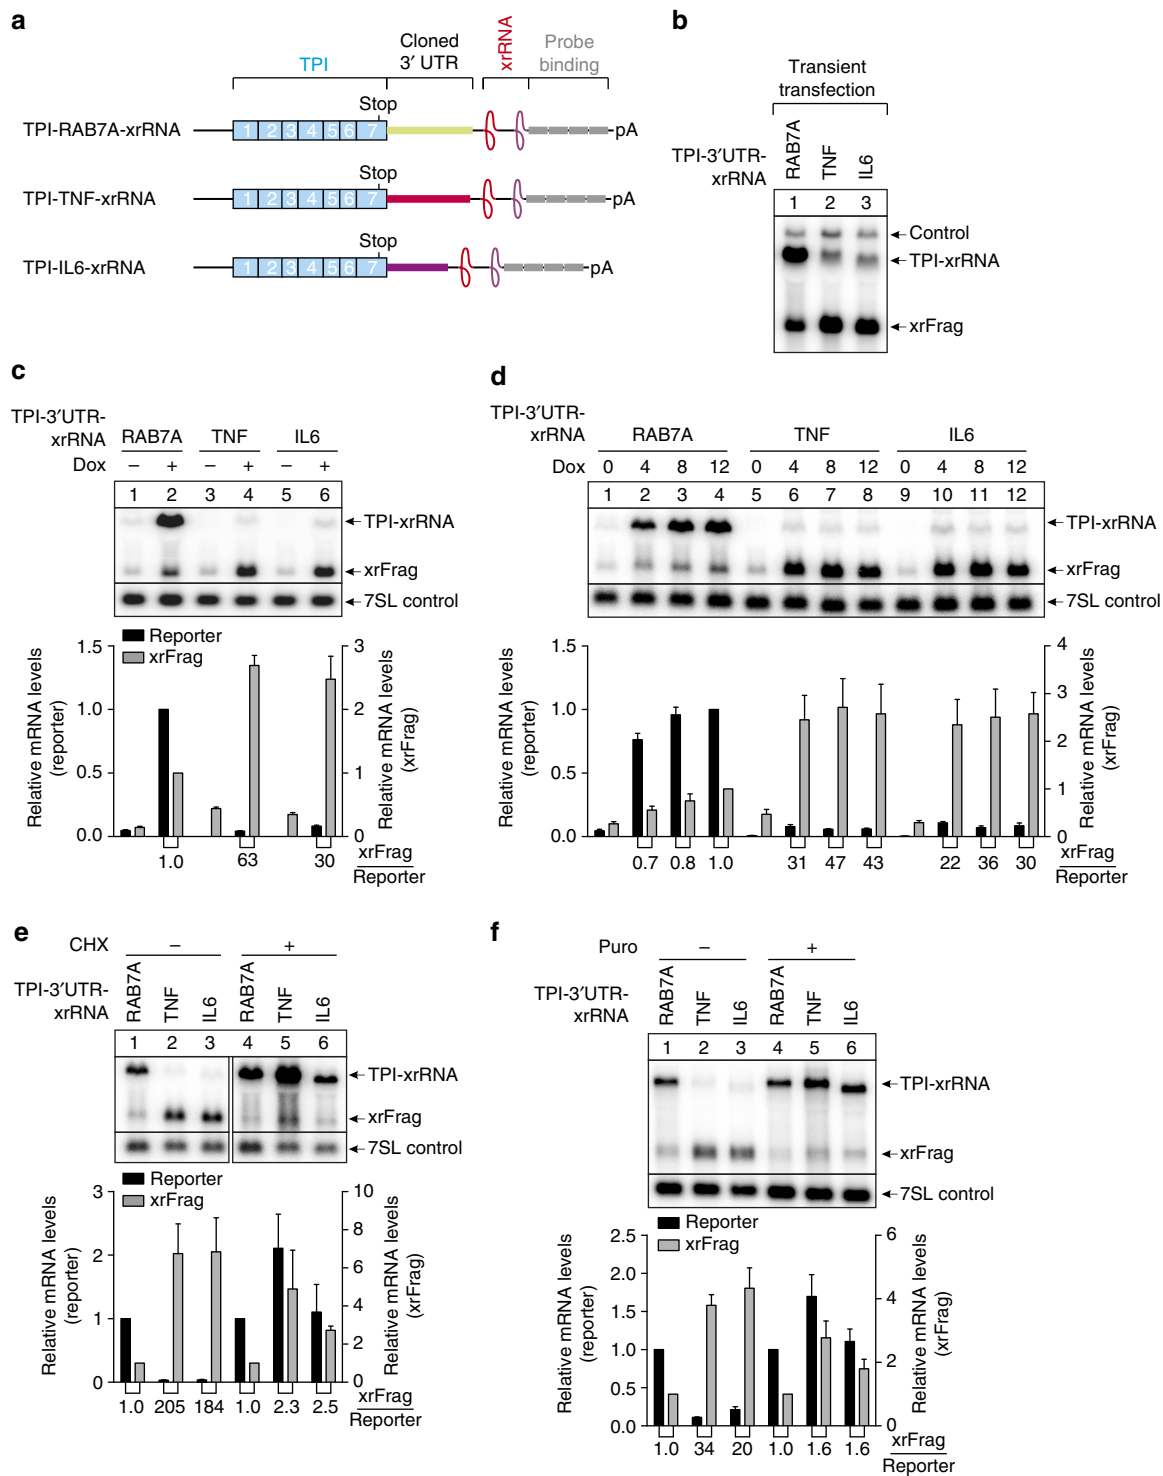 a
TPI
Cloned
3′ UTR
xrRNA
Probe
binding
Stop
TPI-RAB7A-xrRNA
1 2 3 4 5 6 7
pA
Stop
TPI-TNF-xrRNA
1 2 3 4 5 6 7
pA
Stop
TPI-IL6-xrRNA
1 2 3 4 5 6 7
pA
b
Transient
transfection
TPI-3′UTR-
xrRNA
RAB7A TNF IL6
1 2 3
Control
TPI-xrRNA
xrFrag
c
TPI-3′UTR-
xrRNA
RAB7A TNF IL6
Dox – + – + – +
1 2 3 4 5 6
TPI-xrRNA
xrFrag
7SL control
Reporter
xrFrag
Relative mRNA levels
(reporter)
1.5
1.0
0.5
0.0
3
2
1
0
Relative mRNA levels
(xrFrag)
1.0 63 30
xrFrag
Reporter
d
TPI-3′UTR-
xrRNA
RAB7A TNF IL6
Dox 0 4 8 12 0 4 8 12 0 4 8 12
1 2 3 4 5 6 7 8 9 10 11 12
TPI-xrRNA
xrFrag
7SL control
Relative mRNA levels
(reporter)
1.5
1.0
0.5
0.0
4
3
2
1
0
Relative mRNA levels
(xrFrag)
0.7 0.8 1.0 31 47 43 22 36 30
xrFrag
Reporter
e
CHX – +
TPI-3′UTR-
xrRNA
RAB7A TNF IL6 RAB7A TNF IL6
1 2 3 4 5 6
TPI-xrRNA
xrFrag
7SL control
Reporter
xrFrag
Relative mRNA levels
(reporter)
3
2
1
0
10
8
6
4
2
0
Relative mRNA levels
(xrFrag)
1.0 205 184 1.0 2.3 2.5
xrFrag
Reporter
f
Puro – +
TPI-3′UTR-
xrRNA
RAB7A TNF IL6 RAB7A TNF IL6
1 2 3 4 5 6
TPI-xrRNA
xrFrag
7SL control
Reporter
xrFrag
Relative mRNA levels
(reporter)
2.5
2.0
1.5
1.0
0.5
0.0
6
4
2
0
Relative mRNA levels
(xrFrag)
1.0 34 20 1.0 1.6 1.6
xrFrag
Reporter